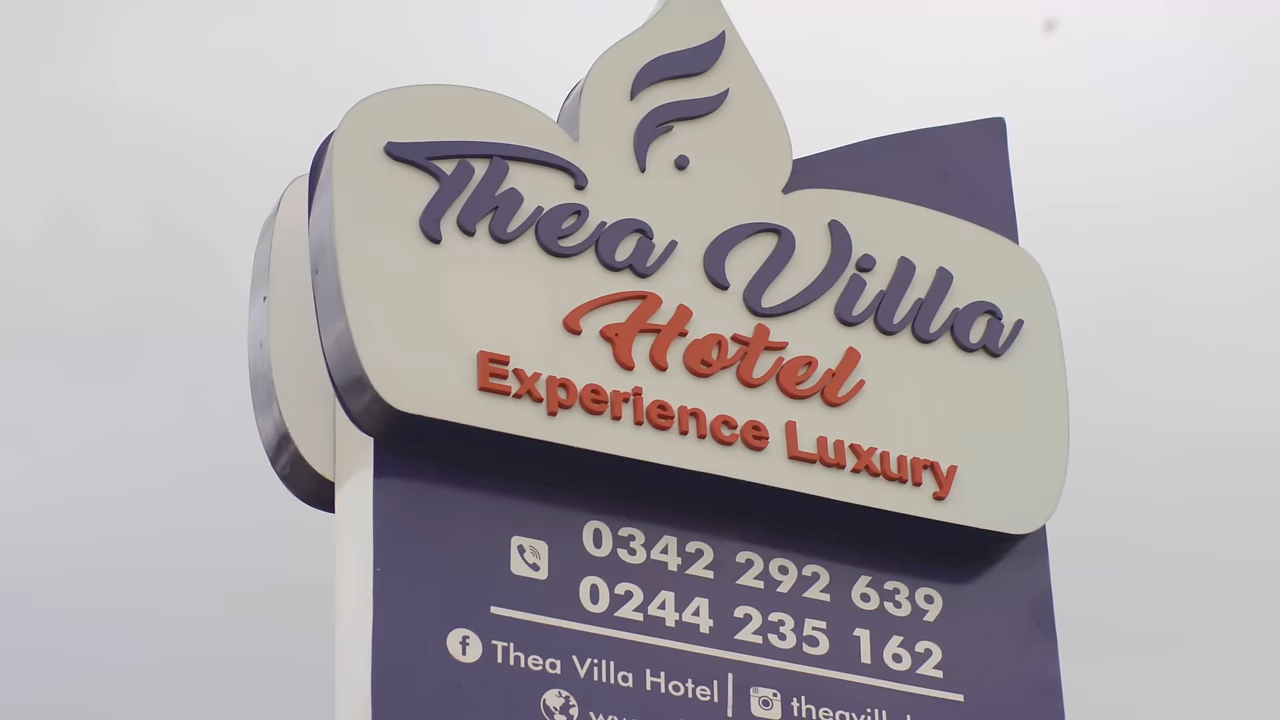 Thea Villa
Hotel
Experience Luxury
0342 292 639
0244 235 162
Thea Villa Hotel